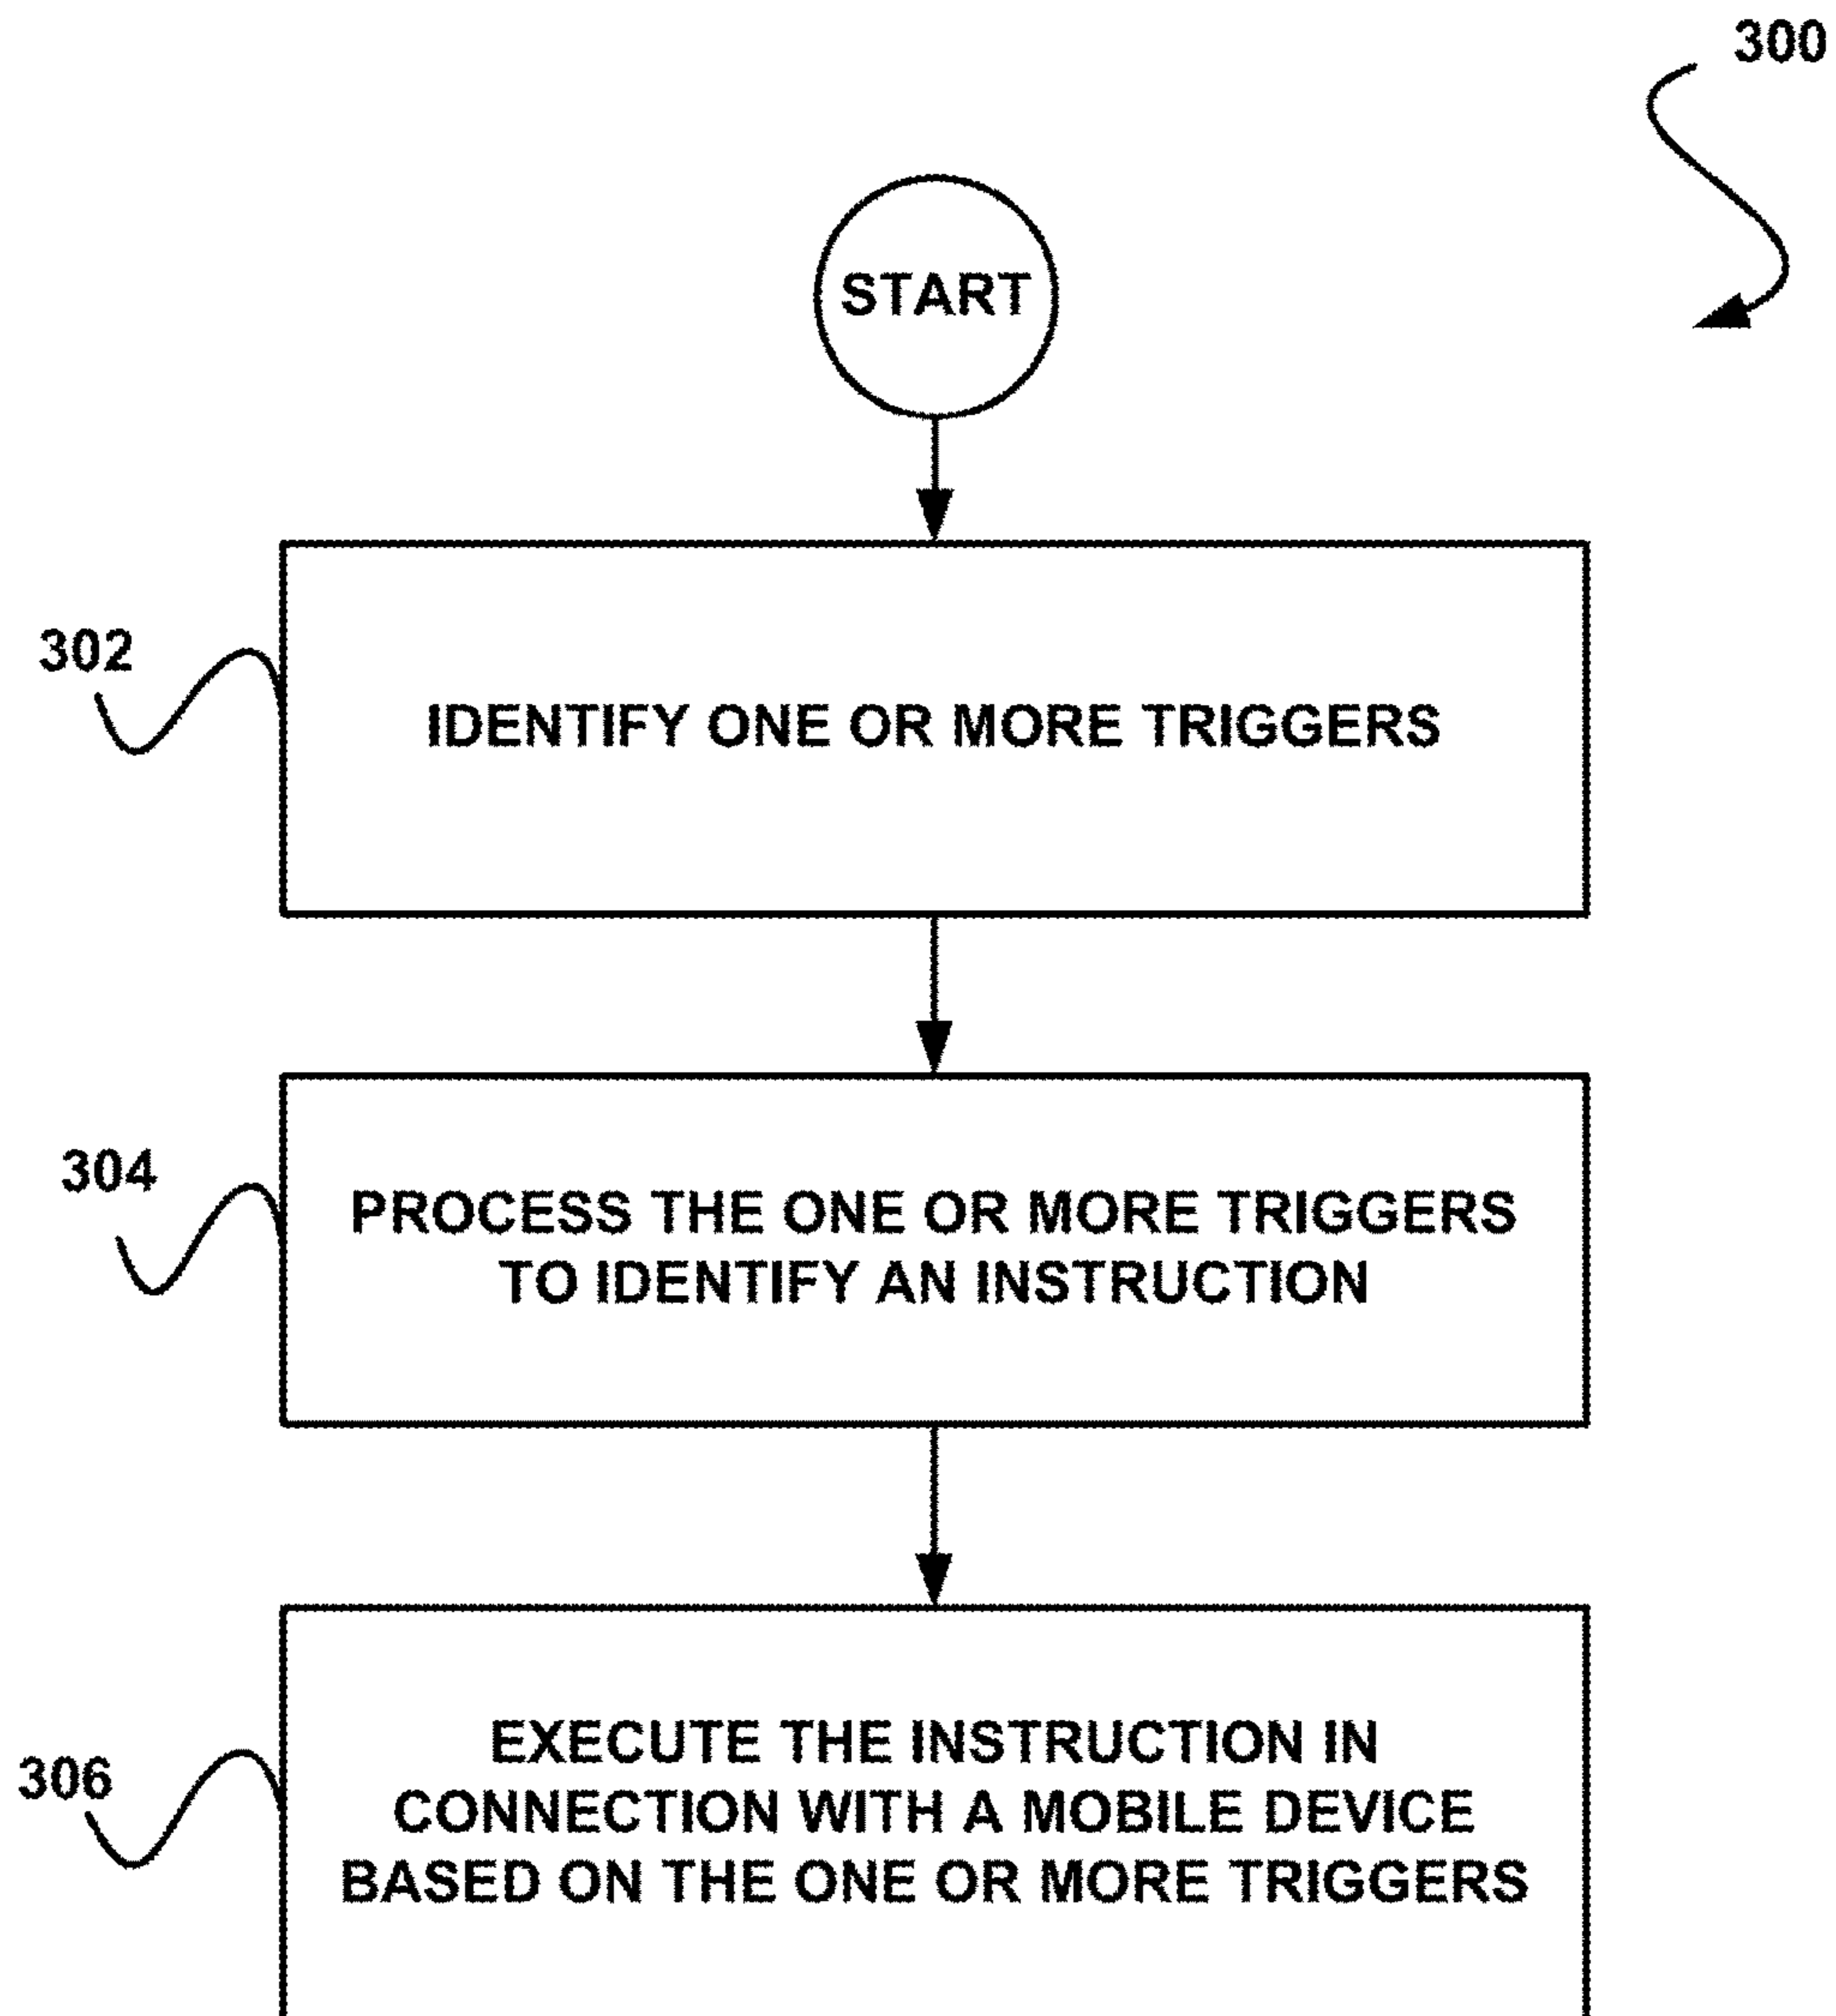 300
START
302
IDENTIFY ONE OR MORE TRIGGERS
304
PROCESS THE ONE OR MORE TRIGGERS
TO IDENTIFY AN INSTRUCTION
306
EXECUTE THE INSTRUCTION IN
CONNECTION WITH A MOBILE DEVICE
BASED ON THE ONE OR MORE TRIGGERS